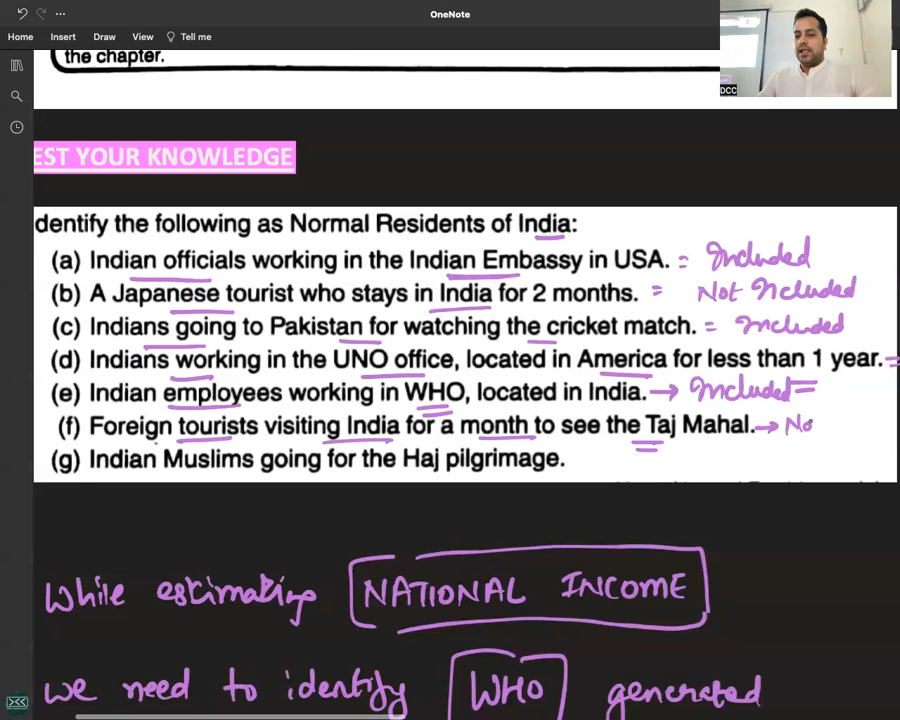 OneNote
Home Insert Draw View Tell me
the chapter.
DCC
EST YOUR KNOWLEDGE
dentify the following as Normal Residents of India:
(a) Indian officials working in the Indian Embassy in USA. = Included
(b) A Japanese tourist who stays in India for 2 months. = Not Included
(c) Indians going to Pakistan for watching the cricket match. = Included
(d) Indians working in the UNO office, located in America for less than 1 year. =
(e) Indian employees working in WHO, located in India. → Included =
(f) Foreign tourists visiting India for a month to see the Taj Mahal. → No
(g) Indian Muslims going for the Haj pilgrimage.
While estimating NATIONAL INCOME
we need to identify WHO generated